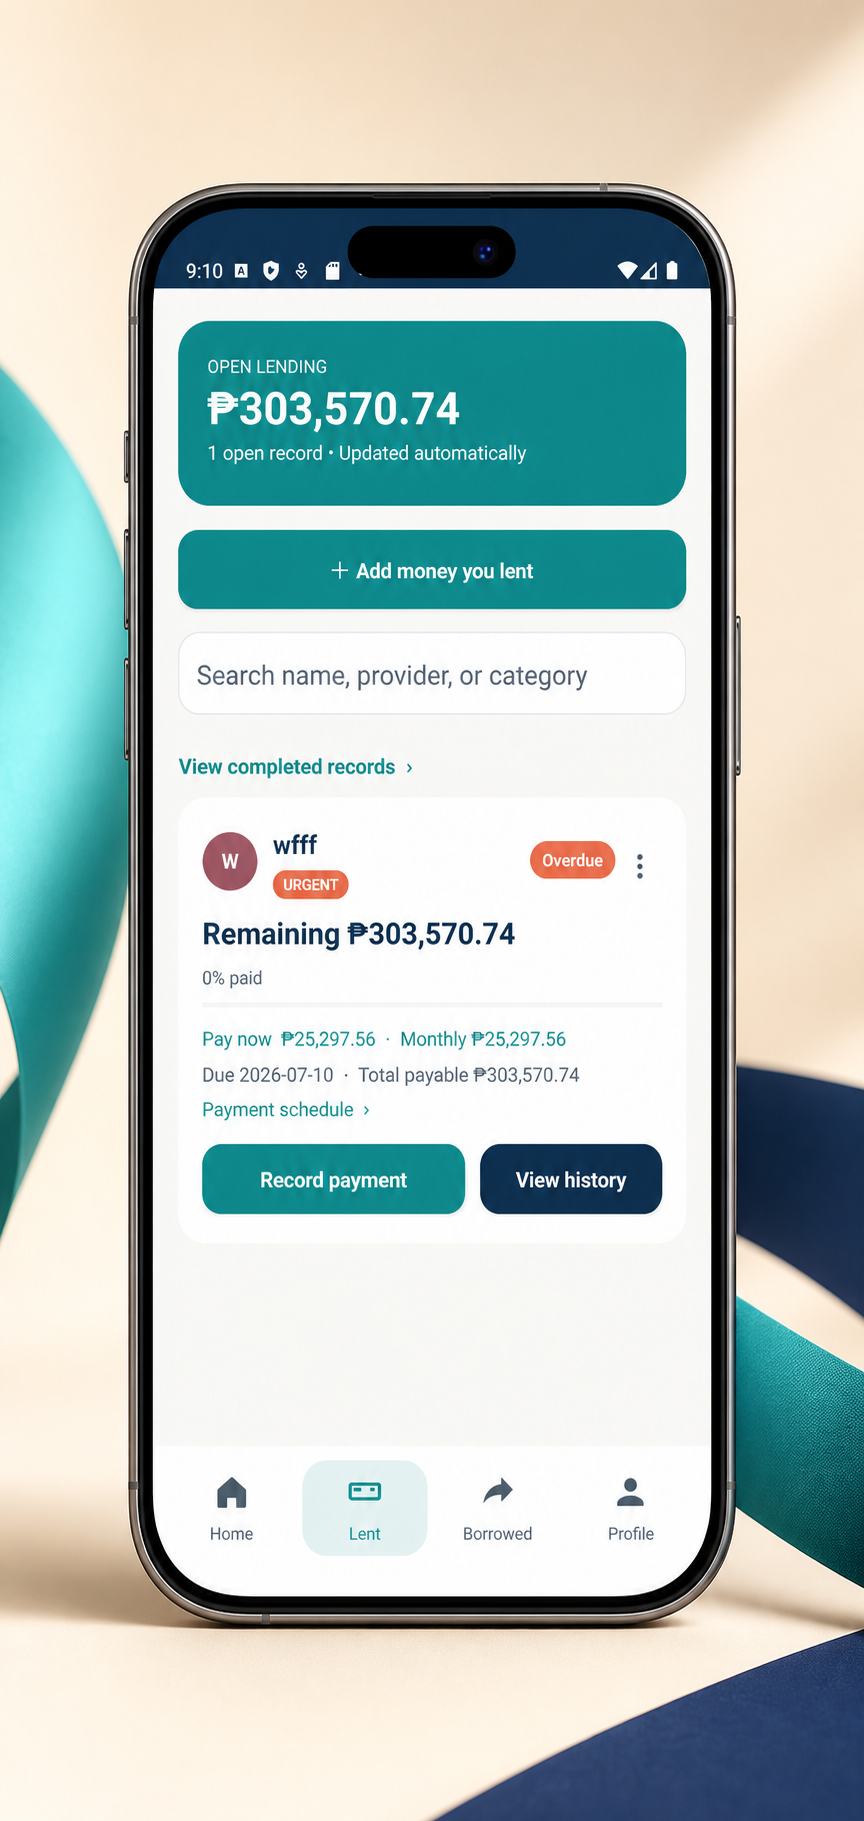 9:10
OPEN LENDING
₱303,570.74
1 open record • Updated automatically
+ Add money you lent
Search name, provider, or category
View completed records ›
W
wfff
URGENT
Overdue
Remaining ₱303,570.74
0% paid
Pay now ₱25,297.56 · Monthly ₱25,297.56
Due 2026-07-10 · Total payable ₱303,570.74
Payment schedule ›
Record payment
View history
Home
Lent
Borrowed
Profile